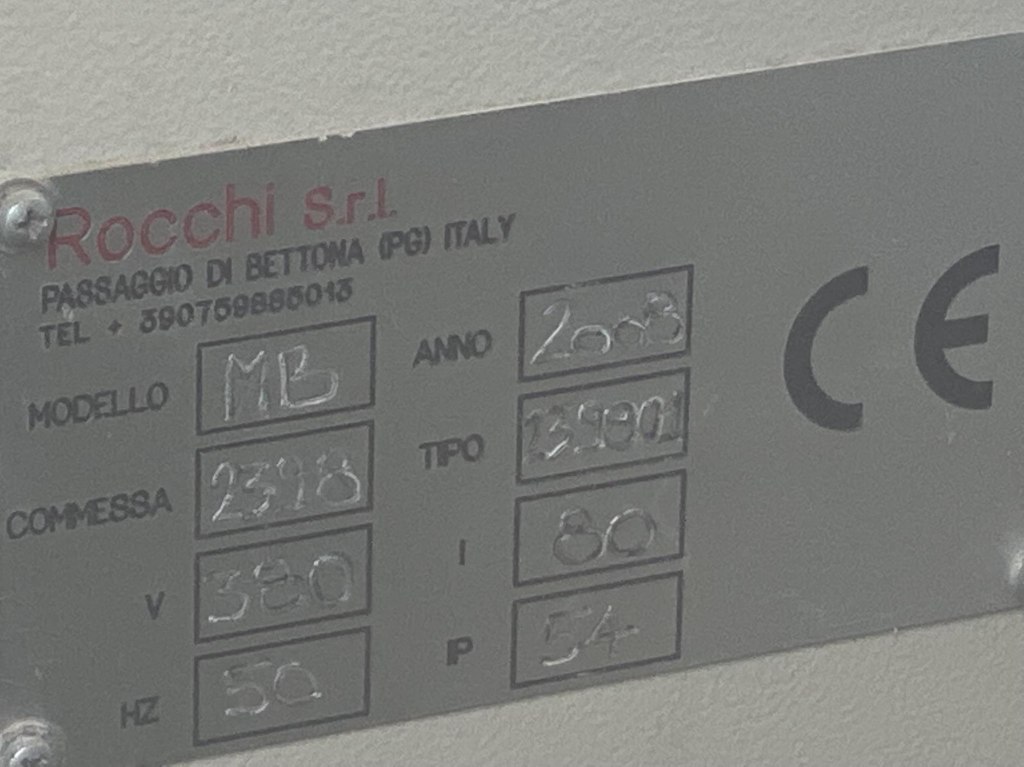 Rocchi s.r.l.
PASSAGGIO DI BETTONA (PG) ITALY
TEL + 390759885013
MODELLO MB ANNO 2008
COMMESSA TIPO
V 380 I 80
HZ 50 IP 54
CE